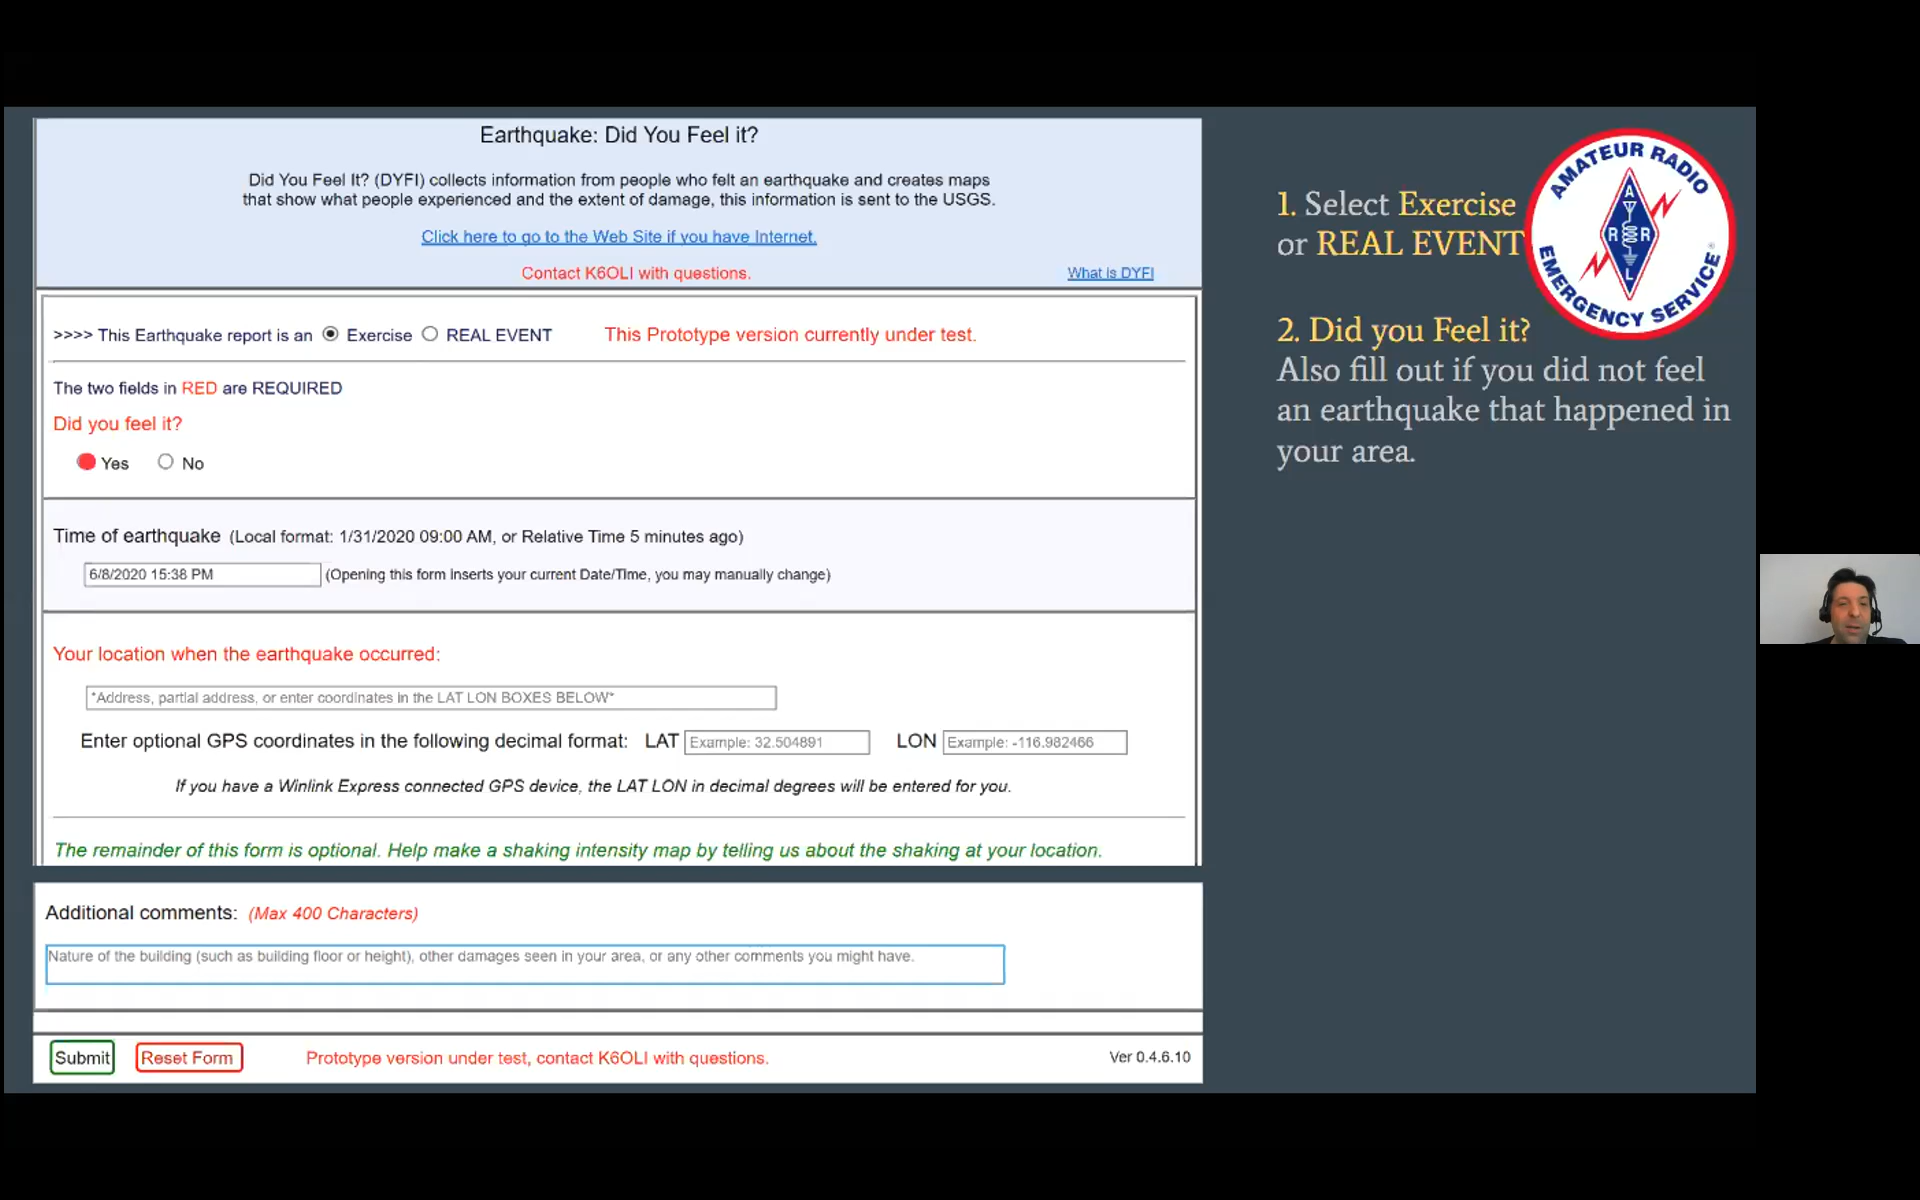 Earthquake: Did You Feel it?
Did You Feel It? (DYFI) collects information from people who felt an earthquake and creates maps
that show what people experienced and the extent of damage, this information is sent to the USGS.
Click here to go to the Web Site if you have Internet.
Contact K6OLI with questions.
What is DYFI
>>>> This Earthquake report is an Exercise REAL EVENT This Prototype version currently under test.
The two fields in RED are REQUIRED
Did you feel it?
Yes No
Time of earthquake (Local format: 1/31/2020 09:00 AM, or Relative Time 5 minutes ago)
6/8/2020 15:38 PM (Opening this form inserts your current Date/Time, you may manually change)
Your location when the earthquake occurred:
*Address, partial address, or enter coordinates in the LAT LON BOXES BELOW*
Enter optional GPS coordinates in the following decimal format: LAT Example: 32.504891 LON Example: -116.982466
If you have a Winlink Express connected GPS device, the LAT LON in decimal degrees will be entered for you.
The remainder of this form is optional. Help make a shaking intensity map by telling us about the shaking at your location.
Additional comments: (Max 400 Characters)
Nature of the building (such as building floor or height), other damages seen in your area, or any other comments you might have.
Submit Reset Form Prototype version under test, contact K6OLI with questions. Ver 0.4.6.10
1. Select Exercise
or REAL EVENT
2. Did you Feel it?
Also fill out if you did not feel
an earthquake that happened in
your area.
AMATEUR RADIO
A
R R
L
EMERGENCY SERVICE
®